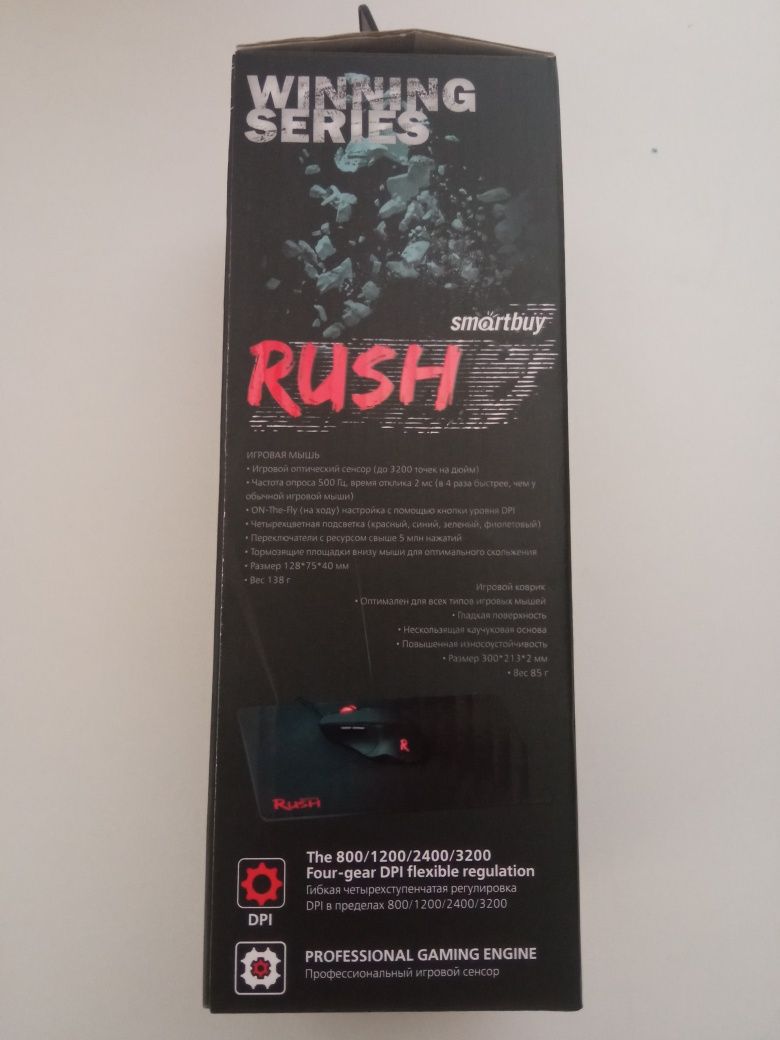 WINNING
SERIES
smartbuy
RUSH
ИГРОВАЯ МЫШЬ
• Игровой оптический сенсор (до 3200 точек на дюйм)
• Частота опроса 500 Гц, время отклика 2 мс (в 4 раза быстрее, чем у
обычной игровой мыши)
• ON-The-Fly (на ходу) настройка с помощью кнопки уровня DPI
• Четырехцветная подсветка (красный, синий, зеленый, фиолетовый)
• Переключатели с ресурсом свыше 5 млн нажатий
• Тормозящие площадки внизу мыши для оптимального скольжения
• Размер 128*75*40 мм
• Вес 138 г
Игровой коврик
• Оптимален для всех типов игровых мышей
• Гладкая поверхность
• Нескользящая каучуковая основа
• Повышенная износоустойчивость
• Размер 300*213*2 мм
• Вес 85 г
R
RUSH
The 800/1200/2400/3200
Four-gear DPI flexible regulation
Гибкая четырехступенчатая регулировка
DPI в пределах 800/1200/2400/3200
DPI
PROFESSIONAL GAMING ENGINE
Профессиональный игровой сенсор